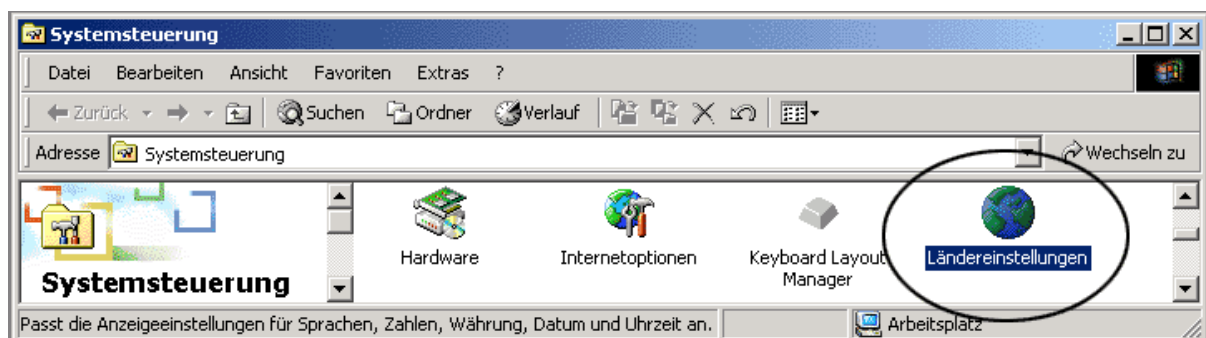 Systemsteuerung
Datei Bearbeiten Ansicht Favoriten Extras ?
Zurück Suchen Ordner Verlauf
Adresse Systemsteuerung Wechseln zu
Systemsteuerung
Hardware
Internetoptionen
Keyboard Layout
Manager
Ländereinstellungen
Passt die Anzeigeeinstellungen für Sprachen, Zahlen, Währung, Datum und Uhrzeit an. Arbeitsplatz